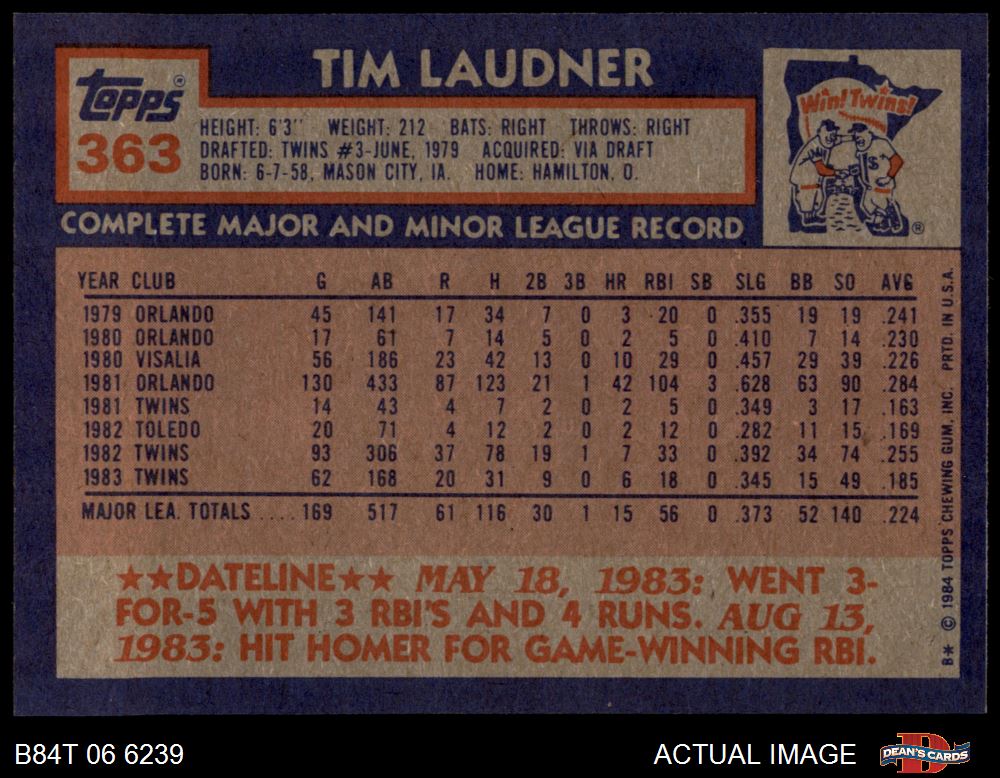 TIM LAUDNER
Topps®
363
HEIGHT: 6'3" WEIGHT: 212 BATS: RIGHT THROWS: RIGHT
DRAFTED: TWINS #3-JUNE, 1979 ACQUIRED: VIA DRAFT
BORN: 6-7-58, MASON CITY, IA. HOME: HAMILTON, O.
Win! Twins!
®
COMPLETE MAJOR AND MINOR LEAGUE RECORD
YEAR CLUB G AB R H 2B 3B HR RBI SB SLG BB SO AVG
1979 ORLANDO 45 141 17 34 7 0 3 20 0 .355 19 19 .241
1980 ORLANDO 17 61 7 14 5 0 2 5 0 .410 7 14 .230
1980 VISALIA 56 186 23 42 13 0 10 29 0 .457 29 39 .226
1981 ORLANDO 130 433 87 123 21 1 42 104 3 .628 63 90 .284
1981 TWINS 14 43 4 7 2 0 2 5 0 .349 3 17 .163
1982 TOLEDO 20 71 4 12 2 0 2 12 0 .282 11 15 .169
1982 TWINS 93 306 37 78 19 1 7 33 0 .392 34 74 .255
1983 TWINS 62 168 20 31 9 0 6 18 0 .345 15 49 .185
MAJOR LEA. TOTALS .... 169 517 61 116 30 1 15 56 0 .373 52 140 .224
★★DATELINE★★ MAY 18, 1983: WENT 3-
FOR-5 WITH 3 RBI'S AND 4 RUNS. AUG 13,
1983: HIT HOMER FOR GAME-WINNING RBI.
B* © 1984 TOPPS CHEWING GUM, INC. PRTD. IN U.S.A.
B84T 06 6239
ACTUAL IMAGE
DEAN'S CARDS